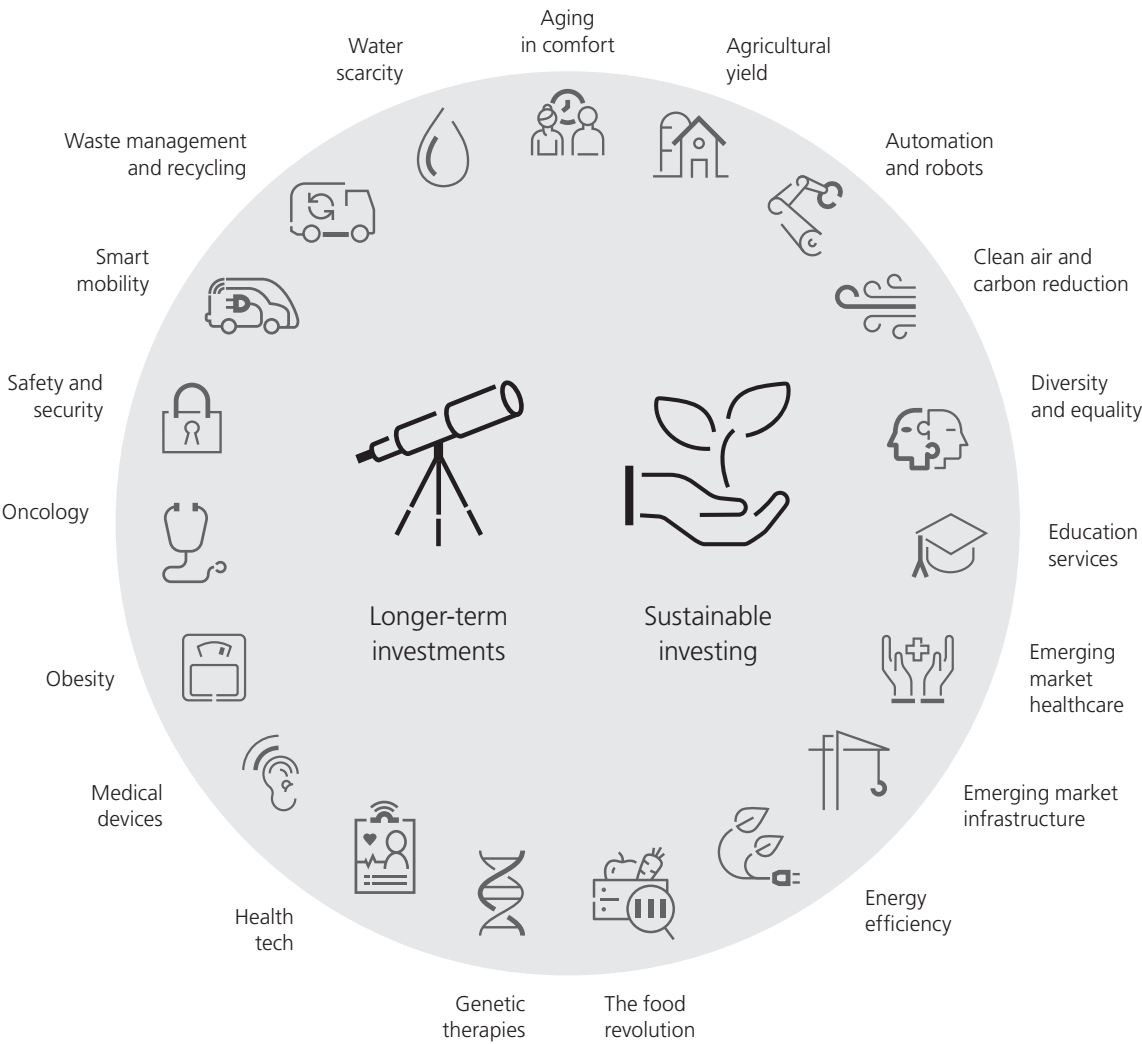 Aging
in comfort
Agricultural
yield
Automation
and robots
Clean air and
carbon reduction
Diversity
and equality
Education
services
Emerging
market
healthcare
Emerging market
infrastructure
Energy
efficiency
The food
revolution
Genetic
therapies
Health
tech
Medical
devices
Obesity
Oncology
Safety and
security
Smart
mobility
Waste management
and recycling
Water
scarcity
Longer-term
investments
Sustainable
investing